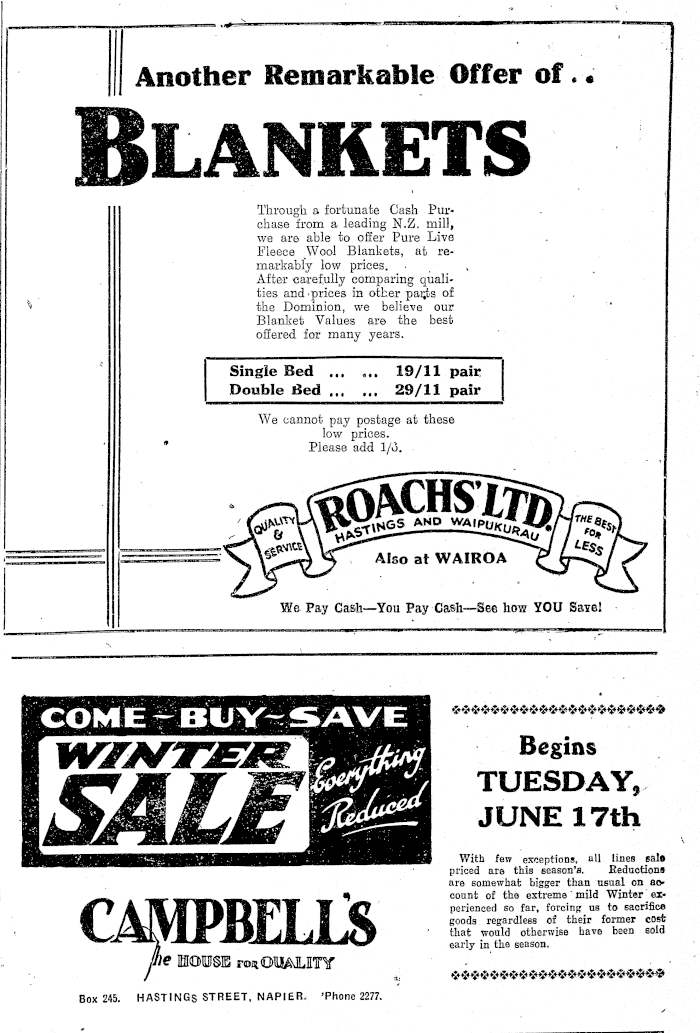 Another Remarkable Offer of . .
BLANKETS
Through a fortunate Cash Pur-
chase from a leading N.Z. mill,
we are able to offer Pure Live
Fleece Wool Blankets, at re-
markably low prices.
After carefully comparing quali-
ties and prices in other parts of
the Dominion, we believe our
Blanket Values are the best
offered for many years.
Single Bed ... ... 19/11 pair
Double Bed ... ... 29/11 pair
We cannot pay postage at these
low prices.
Please add 1/3.
QUALITY
&
SERVICE
ROACHS' LTD.
HASTINGS AND WAIPUKURAU
THE BEST
FOR
LESS
Also at WAIROA
We Pay Cash—You Pay Cash—See how YOU Save!
COME ~ BUY ~ SAVE
WINTER
SALE
Everything
Reduced
CAMPBELL'S
The HOUSE FOR QUALITY
Box 245. HASTINGS STREET, NAPIER. 'Phone 2277.
Begins
TUESDAY,
JUNE 17th
With few exceptions, all lines sale
priced are this season's. Reductions
are somewhat bigger than usual on ac-
count of the extreme mild Winter ex-
perienced so far, forcing us to sacrifice
goods regardless of their former cost
that would otherwise have been sold
early in the season.